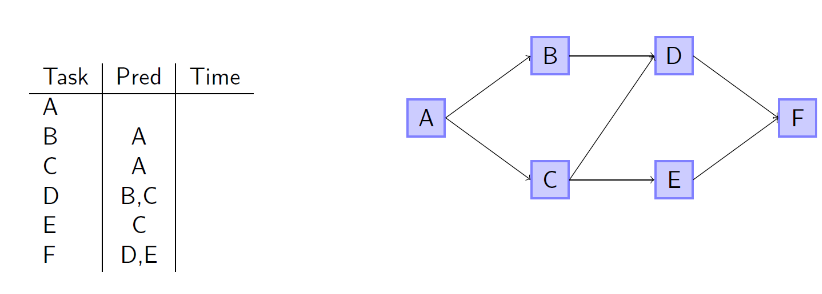 Task Pred Time
A
B A
C A
D B,C
E C
F D,E
B D
A F
C E